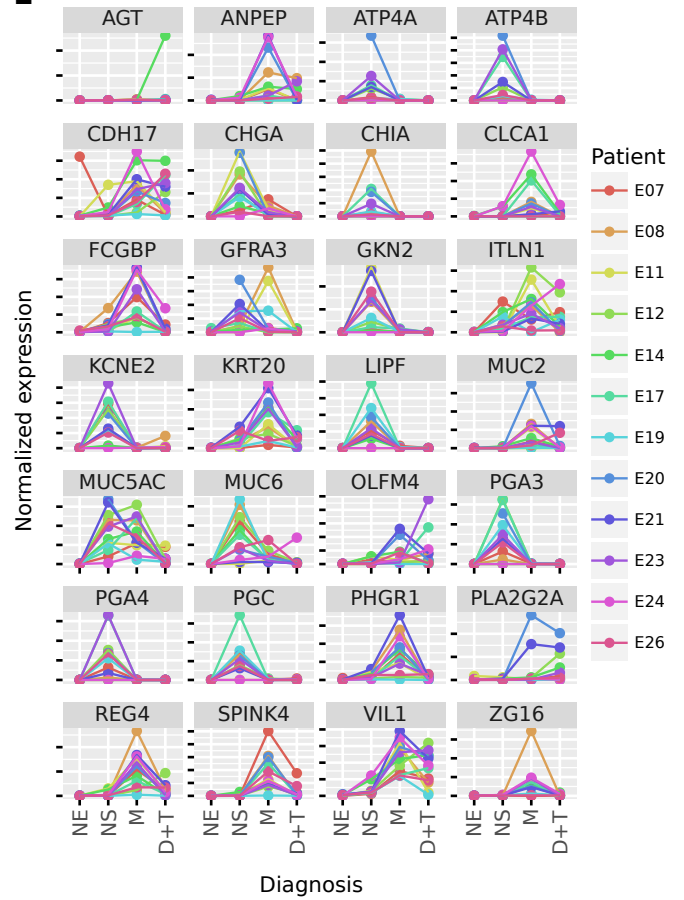 AGT ANPEP ATP4A ATP4B
CDH17 CHGA CHIA CLCA1
FCGBP GFRA3 GKN2 ITLN1
KCNE2 KRT20 LIPF MUC2
MUC5AC MUC6 OLFM4 PGA3
PGA4 PGC PHGR1 PLA2G2A
REG4 SPINK4 VIL1 ZG16
NE NS M D+T NE NS M D+T NE NS M D+T NE NS M D+T
Diagnosis
Normalized expression
Patient
E07
E08
E11
E12
E14
E17
E19
E20
E21
E23
E24
E26